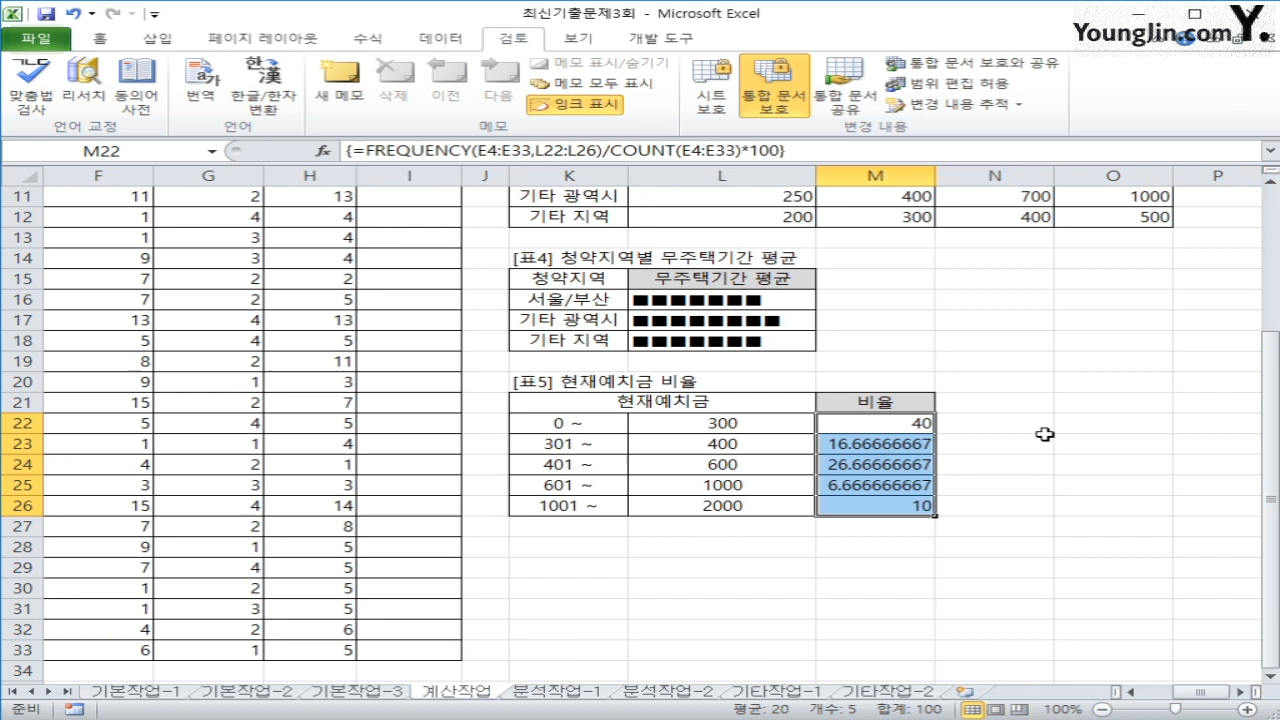 최신기출문제3회 - Microsoft Excel
YoungJin.com Y.
파일 홈 삽입 페이지 레이아웃 수식 데이터 검토 보기 개발 도구
맞춤법 검사 리서치 동의어 사전 번역 한글/한자 변환 새 메모 삭제 이전 다음
메모 표시/숨기기
메모 모두 표시
잉크 표시
시트 보호 통합 문서 보호 통합 문서 공유
통합 문서 보호와 공유
범위 편집 허용
변경 내용 추적
언어 교정 언어 메모 변경 내용
M22 fx {=FREQUENCY(E4:E33,L22:L26)/COUNT(E4:E33)*100}
F G H I J K L M N O P
11 11 2 13 기타 광역시 250 400 700 1000
12 1 4 4 기타 지역 200 300 400 500
13 1 3 4
14 9 3 4 [표4] 청약지역별 무주택기간 평균
15 7 2 2 청약지역 무주택기간 평균
16 7 2 5 서울/부산 ■■■■■■■
17 13 4 13 기타 광역시 ■■■■■■■■
18 5 4 5 기타 지역 ■■■■■■■
19 8 2 11
20 9 1 3 [표5] 현재예치금 비율
21 15 2 7 현재예치금 비율
22 5 4 5 0 ~ 300 40
23 1 1 4 301 ~ 400 16.66666667
24 4 2 1 401 ~ 600 26.66666667
25 3 3 3 601 ~ 1000 6.666666667
26 15 4 14 1001 ~ 2000 10
27 7 2 8
28 9 1 5
29 7 4 5
30 1 2 5
31 1 3 5
32 4 2 6
33 6 1 5
34
기본작업-1 기본작업-2 기본작업-3 계산작업 분석작업-1 분석작업-2 기타작업-1 기타작업-2
준비 평균: 20 개수: 5 합계: 100 100%